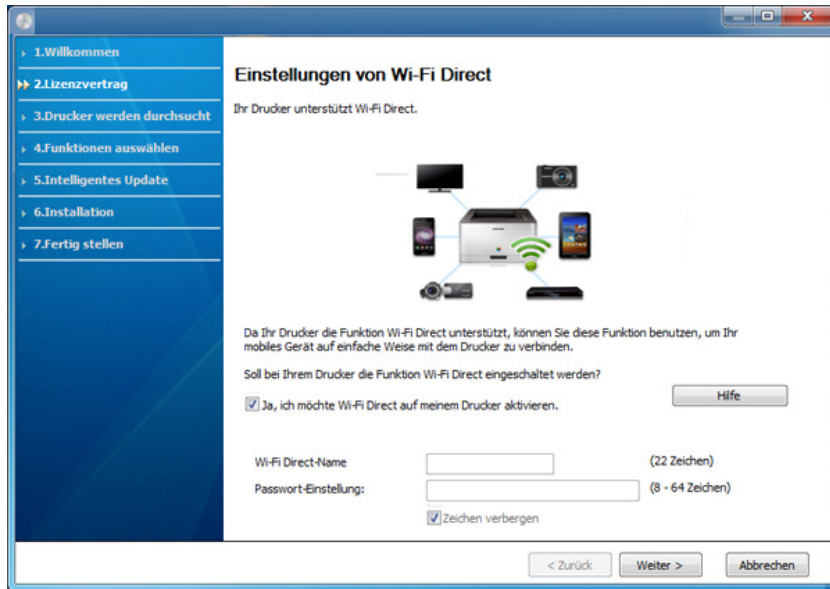 1.Willkommen
2.Lizenzvertrag
3.Drucker werden durchsucht
4.Funktionen auswählen
5.Intelligentes Update
6.Installation
7.Fertig stellen
Einstellungen von Wi-Fi Direct
Ihr Drucker unterstützt Wi-Fi Direct.
Da Ihr Drucker die Funktion Wi-Fi Direct unterstützt, können Sie diese Funktion benutzen, um Ihr
mobiles Gerät auf einfache Weise mit dem Drucker zu verbinden.
Soll bei Ihrem Drucker die Funktion Wi-Fi Direct eingeschaltet werden?
Ja, ich möchte Wi-Fi Direct auf meinem Drucker aktivieren.
Hilfe
Wi-Fi Direct-Name (22 Zeichen)
Passwort-Einstellung: (8 - 64 Zeichen)
Zeichen verbergen
< Zurück Weiter > Abbrechen